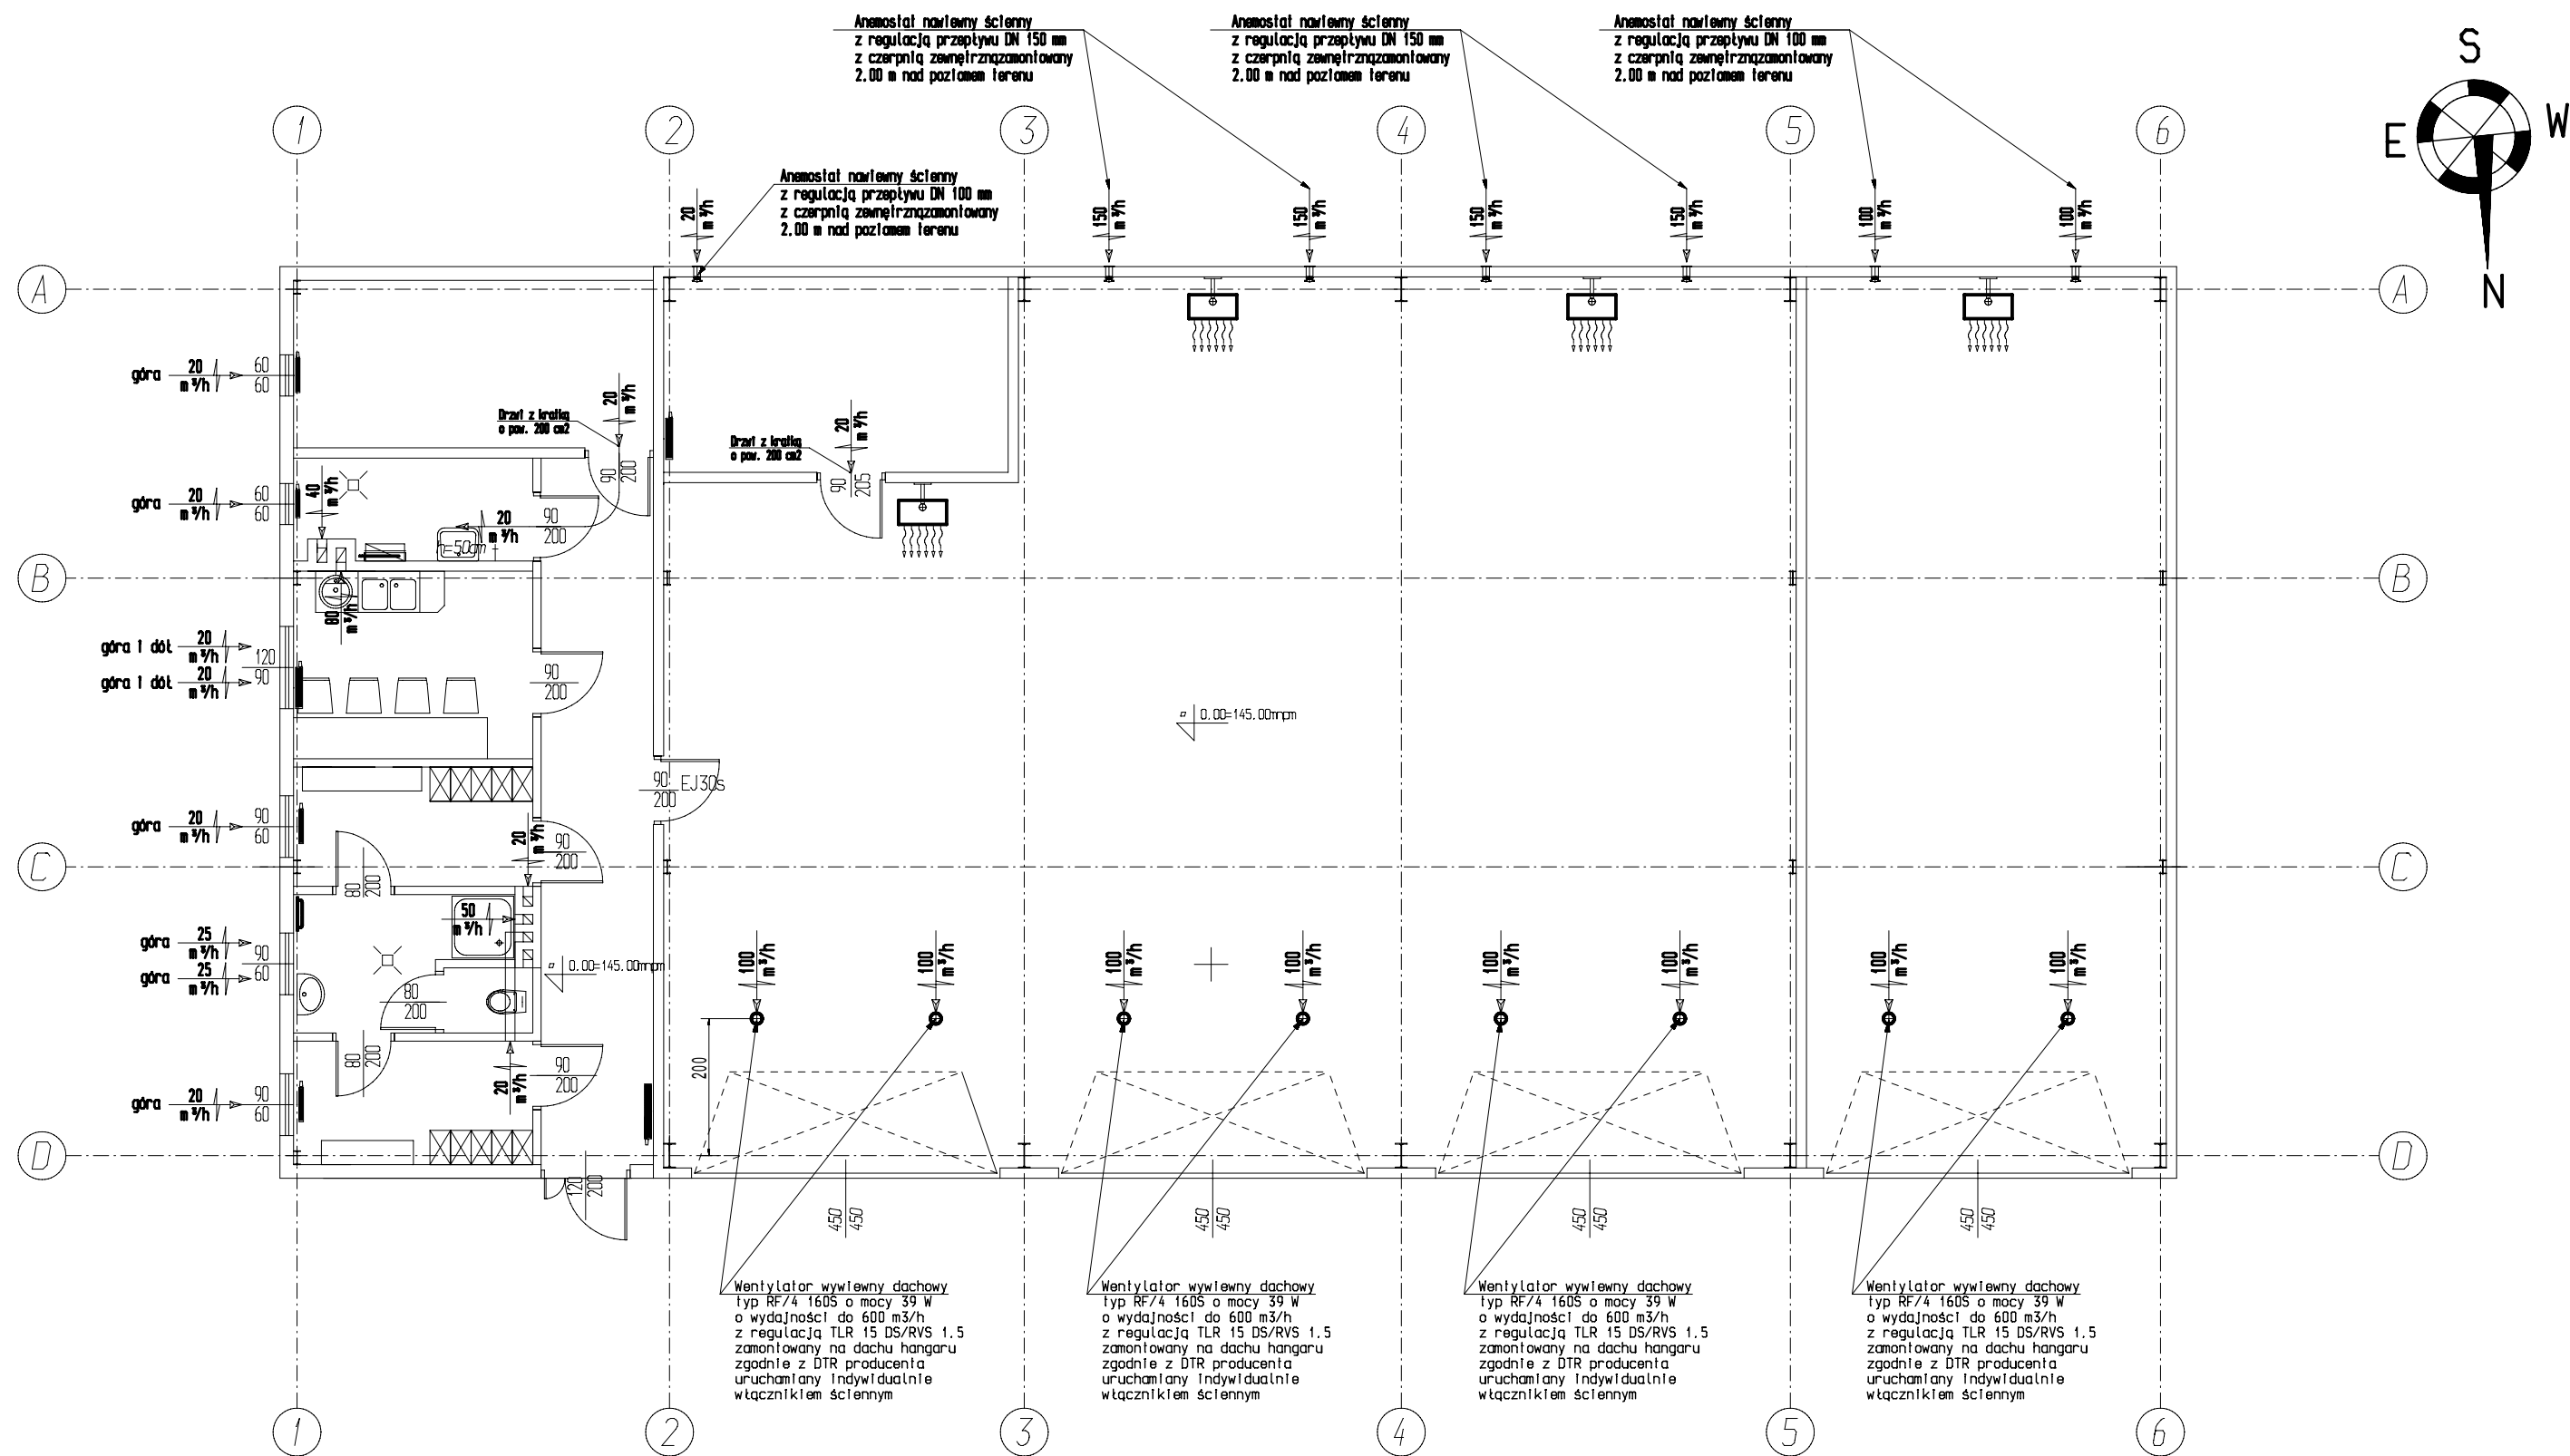 Anemostat nawiewny ścienny
z regulacją przepływu DN 150 mm
z czerpnią zewnętrznązamontowany
2.00 m nad poziomem terenu
Anemostat nawiewny ścienny
z regulacją przepływu DN 150 mm
z czerpnią zewnętrznązamontowany
2.00 m nad poziomem terenu
Anemostat nawiewny ścienny
z regulacją przepływu DN 100 mm
z czerpnią zewnętrznązamontowany
2.00 m nad poziomem terenu
S
E
W
N
1
2
3
4
5
6
Anemostat nawiewny ścienny
z regulacją przepływu DN 100 mm
z czerpnią zewnętrznązamontowany
2.00 m nad poziomem terenu
20
m³/h
150
m³/h
150
m³/h
150
m³/h
150
m³/h
100
m³/h
100
m³/h
A
A
góra
20
m³/h
60
60
Drzwi z kratką
o pow. 200 cm2
20
m³/h
90
200
Drzwi z kratką
o pow. 200 cm2
20
m³/h
90
205
góra
20
m³/h
60
60
40
m³/h
20
m³/h
90
200
h=50cm
B
B
80
m³/h
góra i dół
20
m³/h
góra i dół
20
m³/h
120
90
90
200
0.00=145.00mnpm
90
200
EJ30s
góra
20
m³/h
90
60
20
m³/h
90
200
C
C
80
200
50
m³/h
góra
25
m³/h
góra
25
m³/h
90
60
0.00=145.00mnpm
80
200
100
m³/h
100
m³/h
100
m³/h
100
m³/h
100
m³/h
100
m³/h
100
m³/h
100
m³/h
200
80
200
20
m³/h
90
200
góra
20
m³/h
90
60
D
D
120
200
450
450
450
450
450
450
450
450
Wentylator wywiewny dachowy
typ RF/4 160S o mocy 39 W
o wydajności do 600 m3/h
z regulacją TLR 15 DS/RVS 1.5
zamontowany na dachu hangaru
zgodnie z DTR producenta
uruchamiany indywidualnie
włącznikiem ściennym
Wentylator wywiewny dachowy
typ RF/4 160S o mocy 39 W
o wydajności do 600 m3/h
z regulacją TLR 15 DS/RVS 1.5
zamontowany na dachu hangaru
zgodnie z DTR producenta
uruchamiany indywidualnie
włącznikiem ściennym
Wentylator wywiewny dachowy
typ RF/4 160S o mocy 39 W
o wydajności do 600 m3/h
z regulacją TLR 15 DS/RVS 1.5
zamontowany na dachu hangaru
zgodnie z DTR producenta
uruchamiany indywidualnie
włącznikiem ściennym
Wentylator wywiewny dachowy
typ RF/4 160S o mocy 39 W
o wydajności do 600 m3/h
z regulacją TLR 15 DS/RVS 1.5
zamontowany na dachu hangaru
zgodnie z DTR producenta
uruchamiany indywidualnie
włącznikiem ściennym
1
2
3
4
5
6